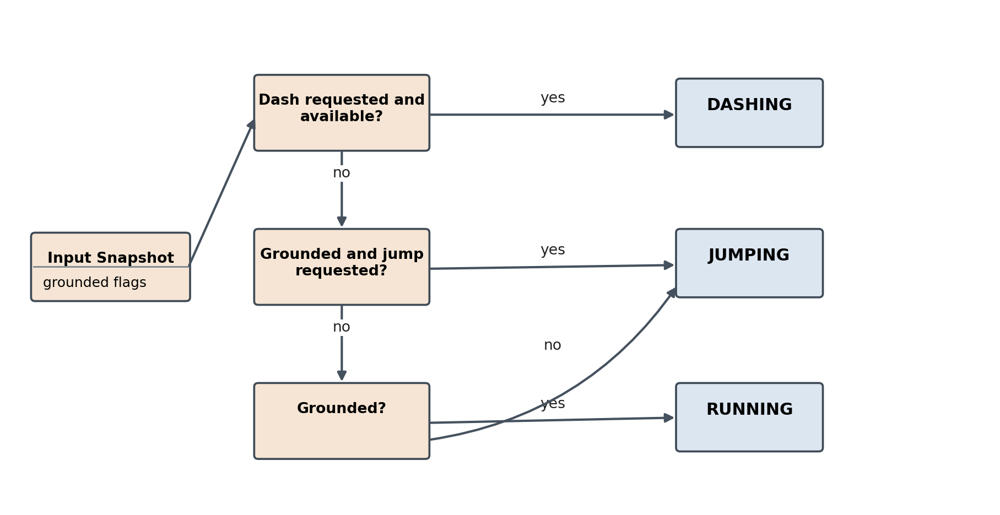 Dash requested and
available?
yes
DASHING
no
Input Snapshot
grounded flags
Grounded and jump
requested?
yes
JUMPING
no
no
Grounded?
yes
RUNNING